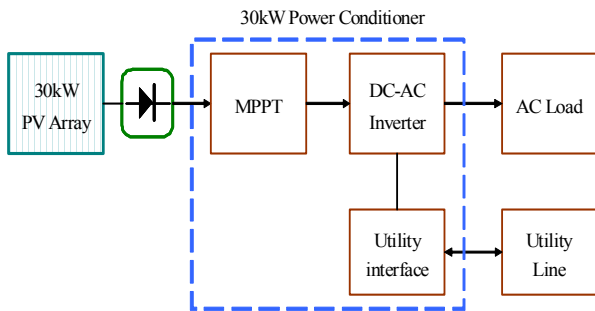 30kW Power Conditioner
30kW
PV Array
MPPT
DC-AC
Inverter
AC Load
Utility
interface
Utility
Line